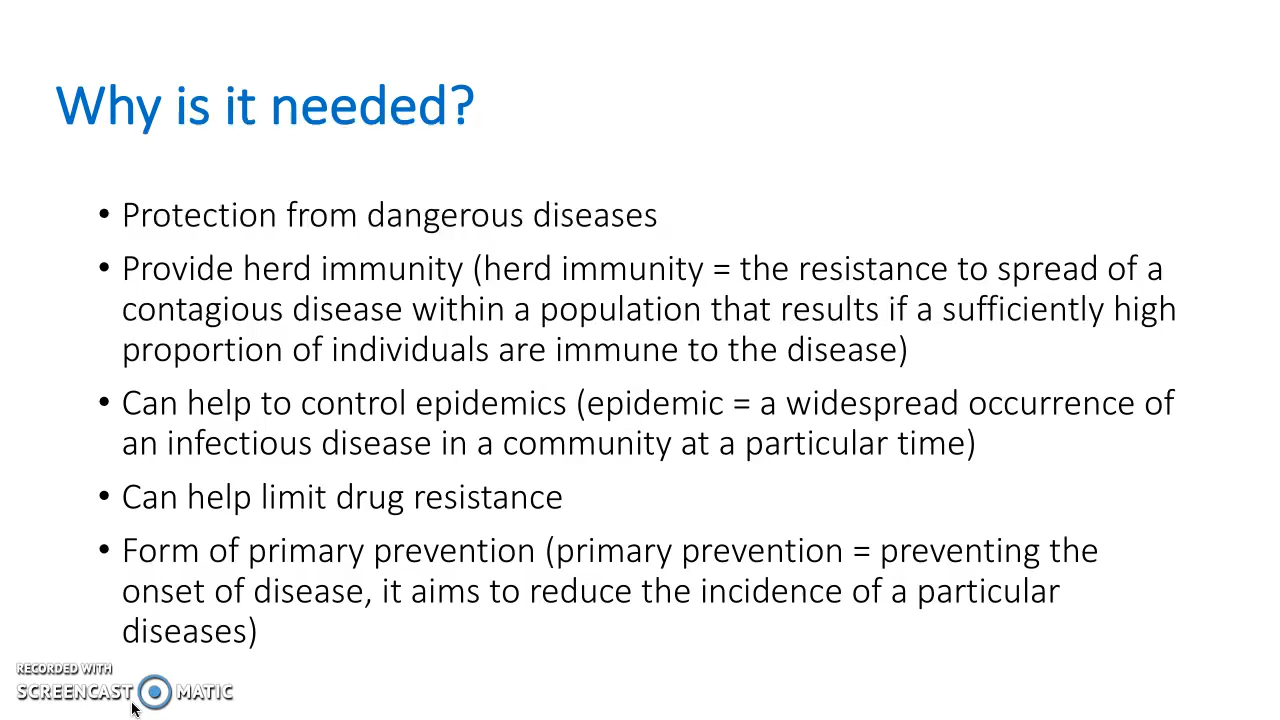 Why is it needed?
• Protection from dangerous diseases
• Provide herd immunity (herd immunity = the resistance to spread of a
contagious disease within a population that results if a sufficiently high
proportion of individuals are immune to the disease)
• Can help to control epidemics (epidemic = a widespread occurrence of
an infectious disease in a community at a particular time)
• Can help limit drug resistance
• Form of primary prevention (primary prevention = preventing the
onset of disease, it aims to reduce the incidence of a particular
diseases)
RECORDED WITH
SCREENCAST MATIC